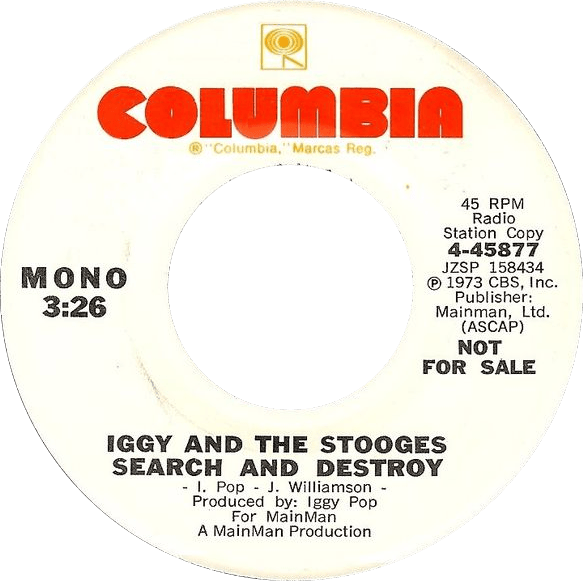 COLUMBIA
® "Columbia," Marcas Reg.
45 RPM
Radio
Station Copy
4-45877
JZSP 158434
℗ 1973 CBS, Inc.
Publisher:
Mainman, Ltd.
(ASCAP)
NOT
FOR SALE
MONO
3:26
IGGY AND THE STOOGES
SEARCH AND DESTROY
- I. Pop - J. Williamson -
Produced by: Iggy Pop
For MainMan
A MainMan Production